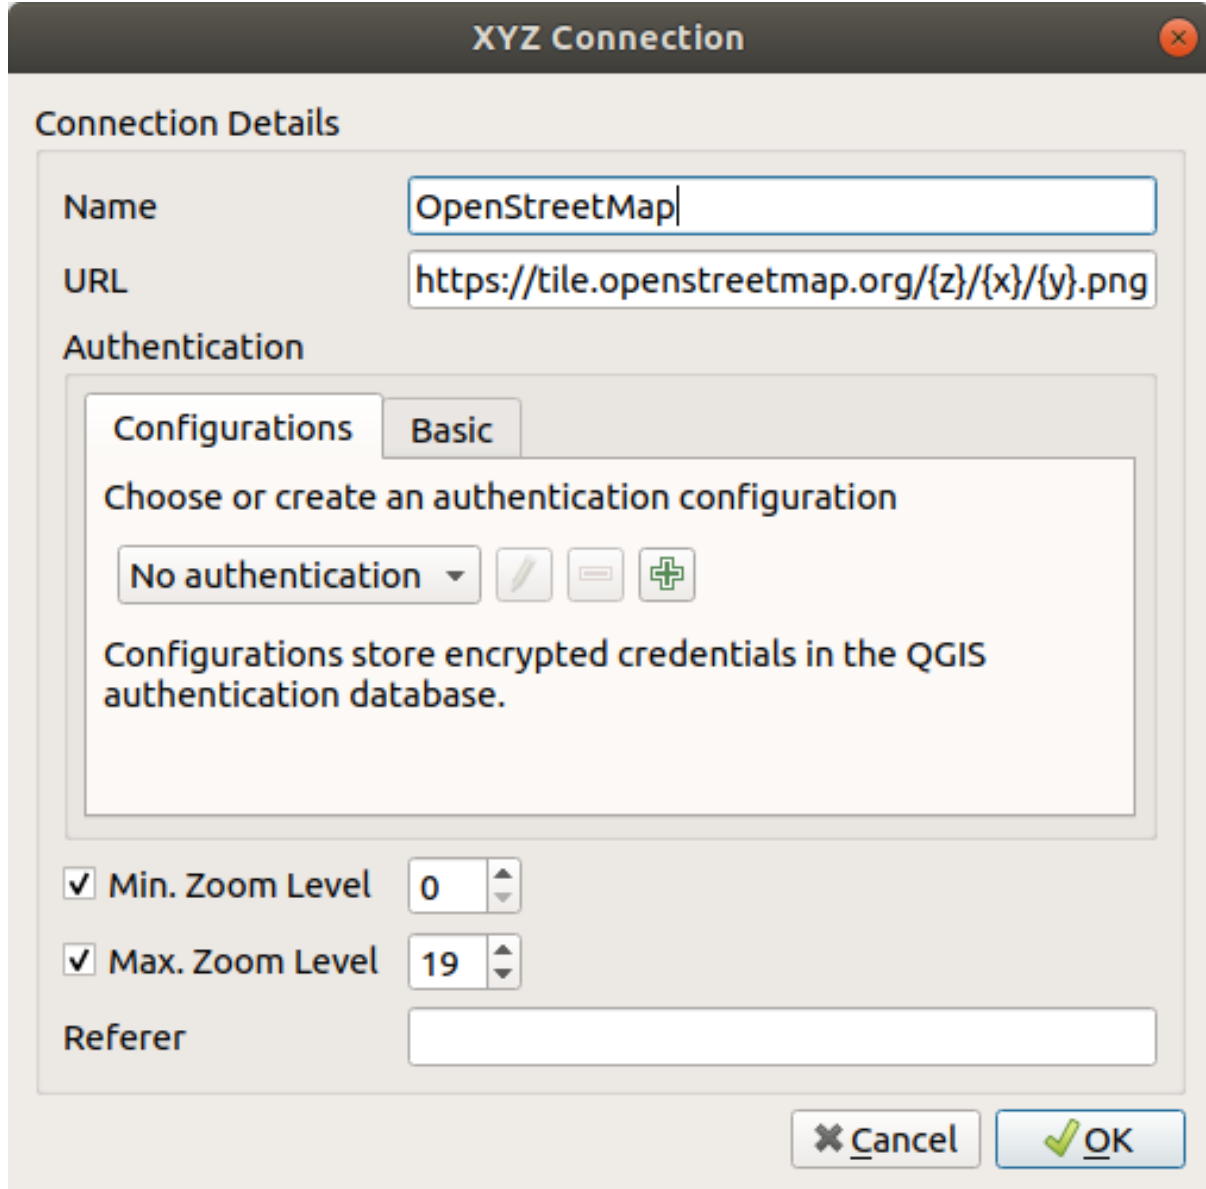 XYZ Connection
Connection Details
Name OpenStreetMap
URL https://tile.openstreetmap.org/{z}/{x}/{y}.png
Authentication
Configurations Basic
Choose or create an authentication configuration
No authentication
Configurations store encrypted credentials in the QGIS
authentication database.
Min. Zoom Level 0
Max. Zoom Level 19
Referer
Cancel OK